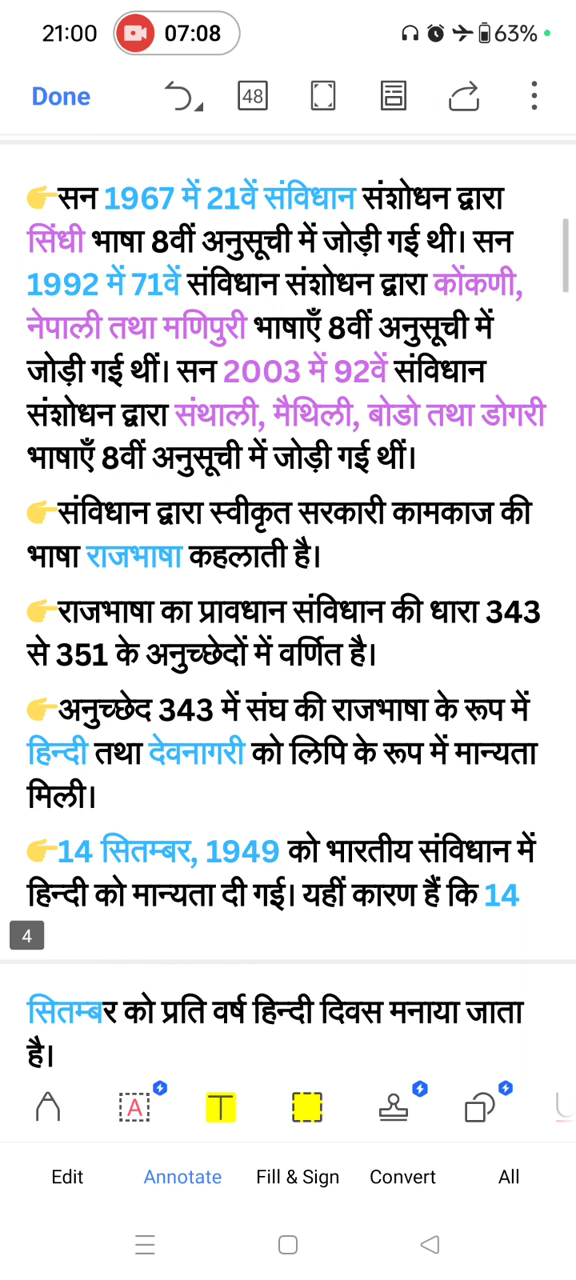 21:00 07:08 63%
Done 48
👉सन 1967 में 21वें संविधान संशोधन द्वारा
सिंधी भाषा 8वीं अनुसूची में जोड़ी गई थी। सन
1992 में 71वें संविधान संशोधन द्वारा कोंकणी,
नेपाली तथा मणिपुरी भाषाएँ 8वीं अनुसूची में
जोड़ी गई थीं। सन 2003 में 92वें संविधान
संशोधन द्वारा संथाली, मैथिली, बोडो तथा डोगरी
भाषाएँ 8वीं अनुसूची में जोड़ी गई थीं।
👉संविधान द्वारा स्वीकृत सरकारी कामकाज की
भाषा राजभाषा कहलाती है।
👉राजभाषा का प्रावधान संविधान की धारा 343
से 351 के अनुच्छेदों में वर्णित है।
👉अनुच्छेद 343 में संघ की राजभाषा के रूप में
हिन्दी तथा देवनागरी को लिपि के रूप में मान्यता
मिली।
👉14 सितम्बर, 1949 को भारतीय संविधान में
हिन्दी को मान्यता दी गई। यहीं कारण हैं कि 14
4
सितम्बर को प्रति वर्ष हिन्दी दिवस मनाया जाता
है।
A T
Edit Annotate Fill & Sign Convert All